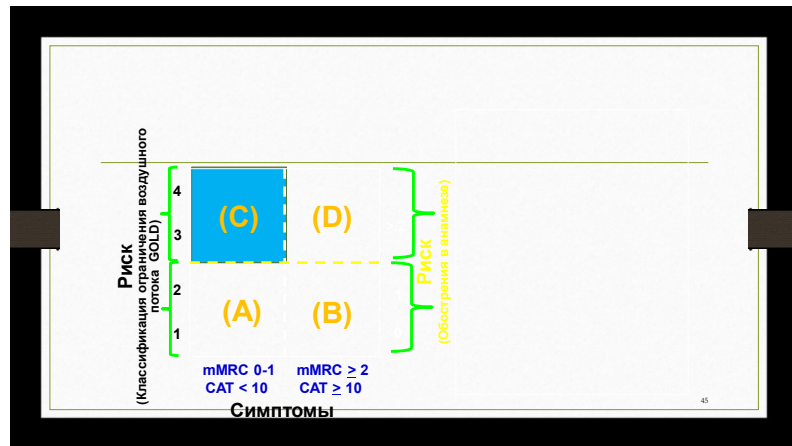 Риск
(Классификация ограничения воздушного
потока GOLD)
4
3
2
1
(C)
(D)
(A)
(B)
Риск
(Обострения в анамнезе)
mMRC 0-1
CAT < 10
mMRC > 2
CAT > 10
Симптомы
45